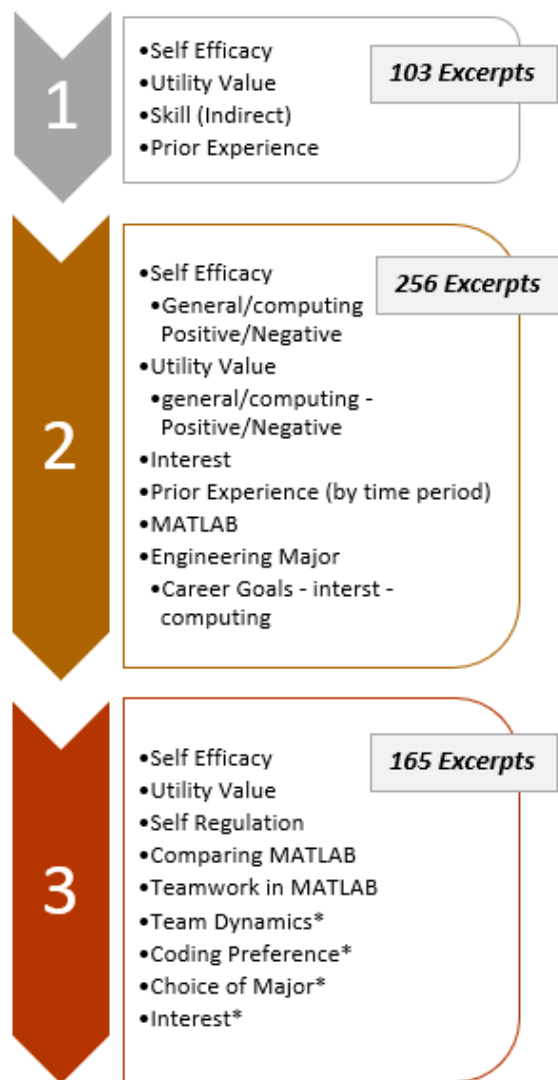 1
•Self Efficacy
•Utility Value
•Skill (Indirect)
•Prior Experience
103 Excerpts
2
•Self Efficacy
•General/computing
Positive/Negative
•Utility Value
•general/computing -
Positive/Negative
•Interest
•Prior Experience (by time period)
•MATLAB
•Engineering Major
•Career Goals - interst -
computing
256 Excerpts
3
•Self Efficacy
•Utility Value
•Self Regulation
•Comparing MATLAB
•Teamwork in MATLAB
•Team Dynamics*
•Coding Preference*
•Choice of Major*
•Interest*
165 Excerpts